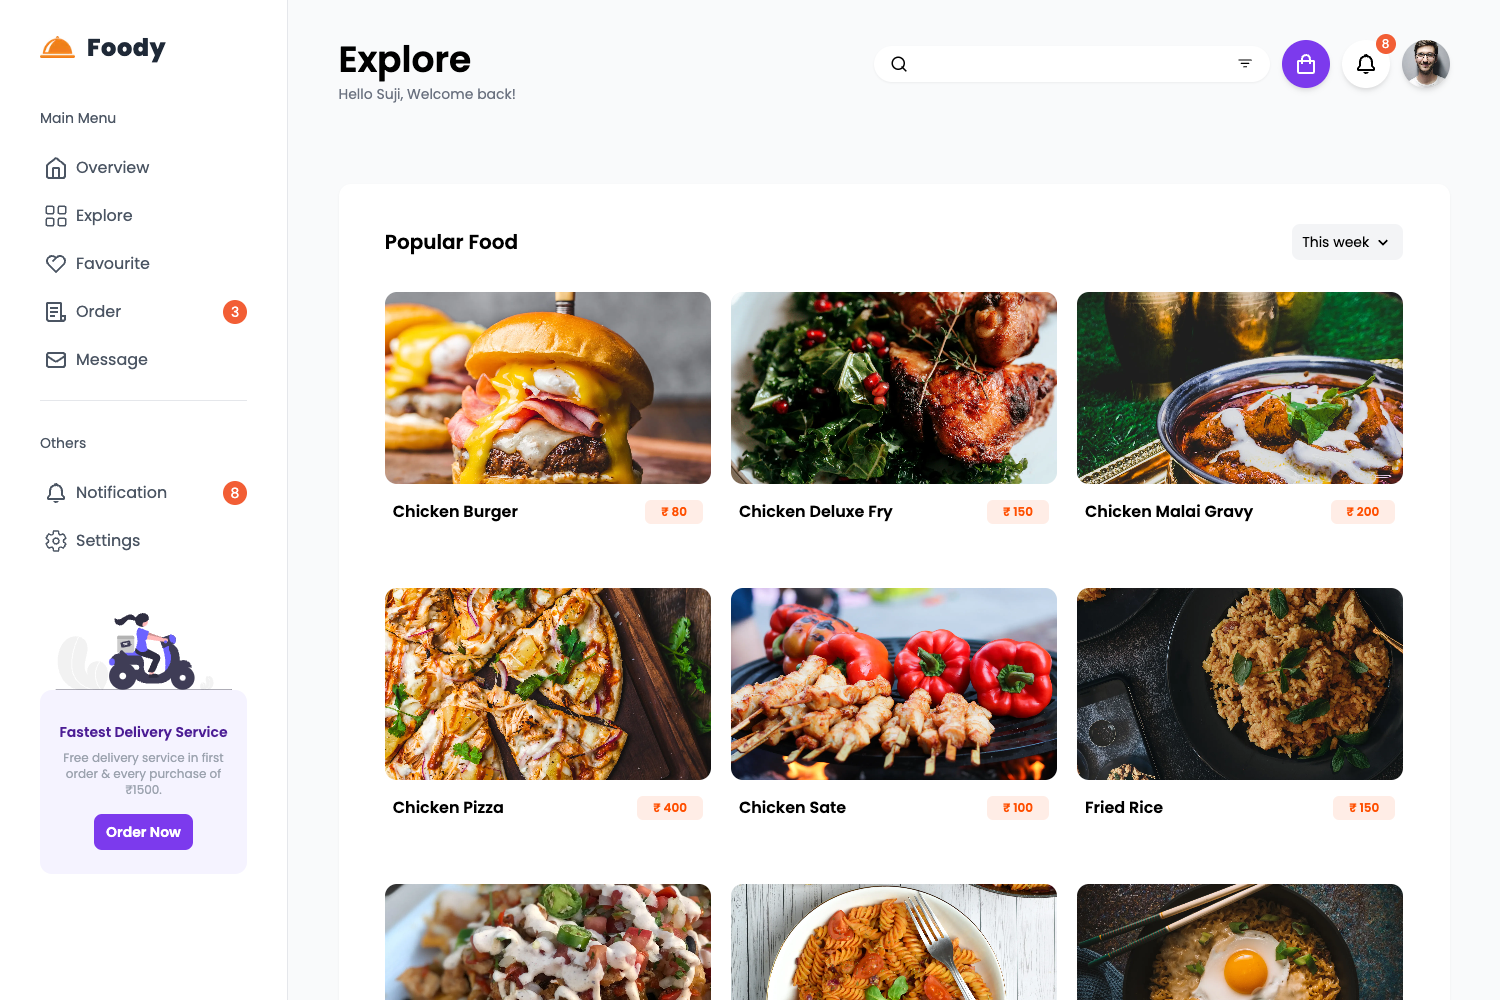 Foody
Main Menu
Overview
Explore
Favourite
Order 3
Message
Others
Notification 8
Settings
Fastest Delivery Service
Free delivery service in first
order & every purchase of
₹1500.
Order Now
Explore
Hello Suji, Welcome back!
8
Popular Food
This week
Chicken Burger ₹ 80
Chicken Deluxe Fry ₹ 150
Chicken Malai Gravy ₹ 200
Chicken Pizza ₹ 400
Chicken Sate ₹ 100
Fried Rice ₹ 150